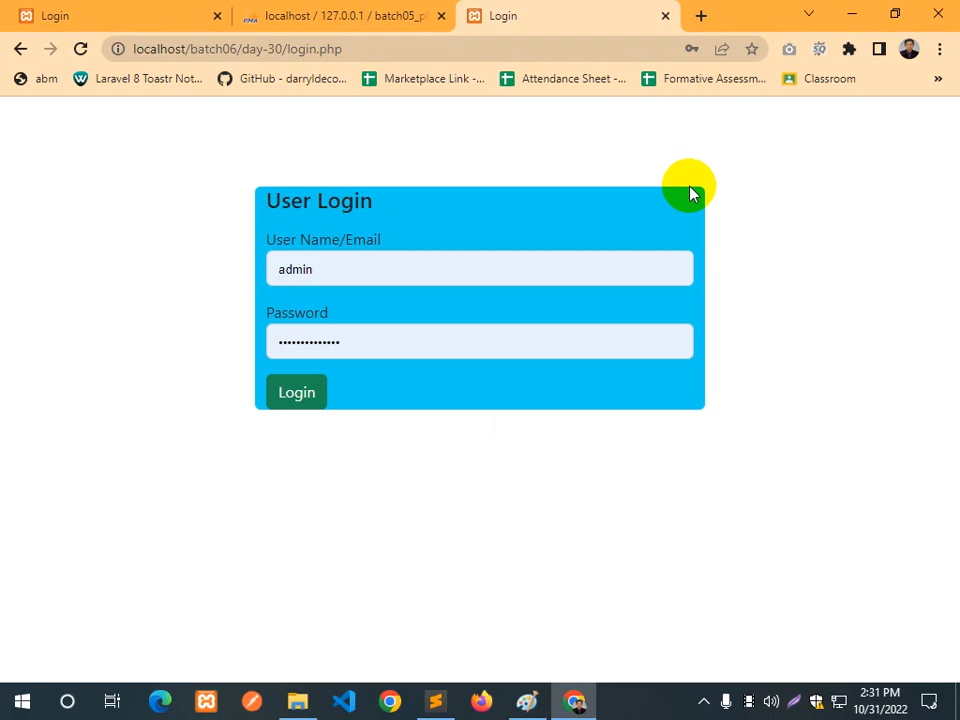 Login
localhost / 127.0.0.1 / batch05_p
Login
localhost/batch06/day-30/login.php
abm
Laravel 8 Toastr Not...
GitHub - darryldeco...
Marketplace Link -...
Attendance Sheet -...
Formative Assessm...
Classroom
»
User Login
User Name/Email
admin
Password
••••••••••••••
Login
2:31 PM
10/31/2022